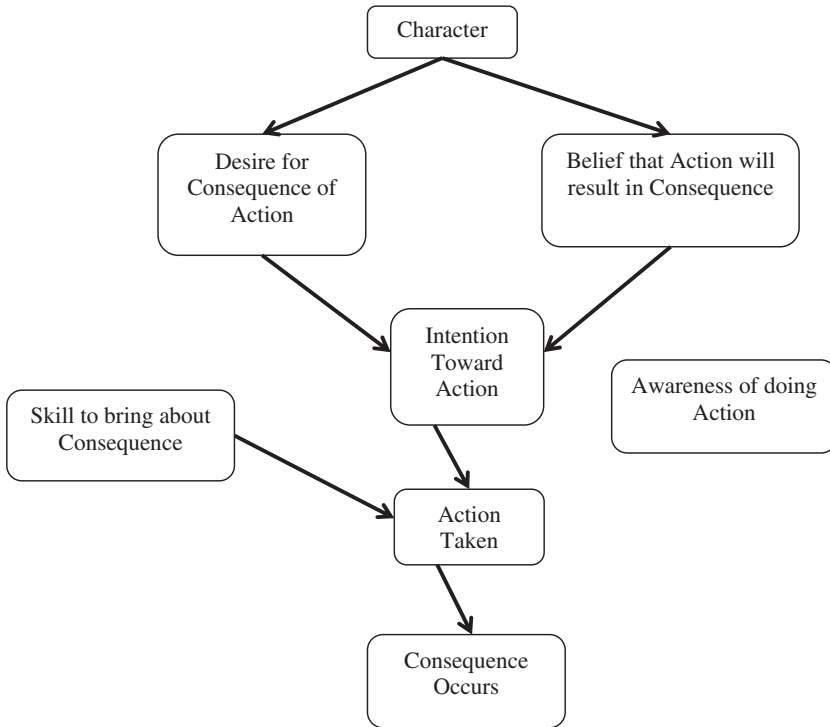 Character
Desire for
Consequence of
Action
Belief that Action will
result in Consequence
Intention
Toward
Action
Awareness of doing
Action
Skill to bring about
Consequence
Action
Taken
Consequence
Occurs